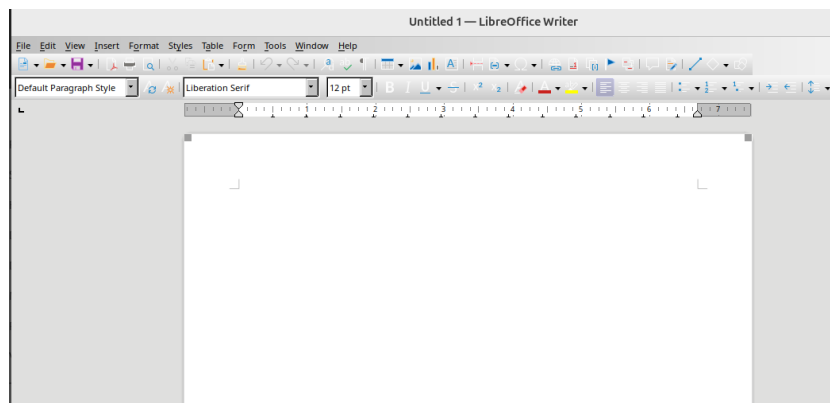 Untitled 1 — LibreOffice Writer
File Edit View Insert Format Styles Table Form Tools Window Help
Default Paragraph Style Liberation Serif 12 pt
1 2 3 4 5 6 7